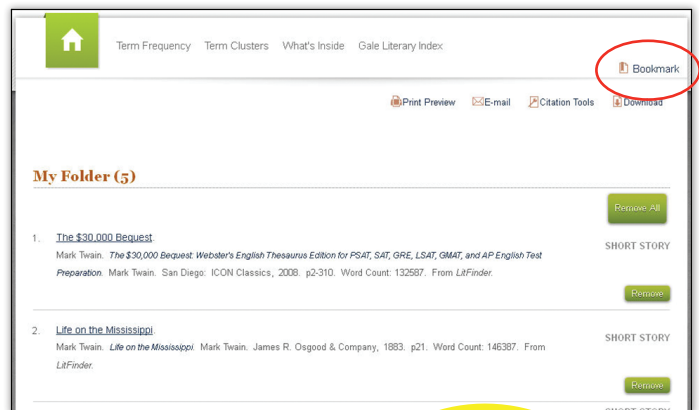 Term Frequency Term Clusters What's Inside Gale Literary Index
Bookmark
Print Preview E-mail Citation Tools Download
My Folder (5)
Remove All
1. The $30,000 Bequest.
SHORT STORY
Mark Twain. The $30,000 Bequest: Webster's English Thesaurus Edition for PSAT, SAT, GRE, LSAT, GMAT, and AP English Test
Preparation. Mark Twain. San Diego: ICON Classics, 2008. p2-310. Word Count: 132587. From LitFinder.
Remove
2. Life on the Mississippi.
SHORT STORY
Mark Twain. Life on the Mississippi. Mark Twain. James R. Osgood & Company, 1883. p21. Word Count: 146387. From
LitFinder.
Remove
SHORT STORY